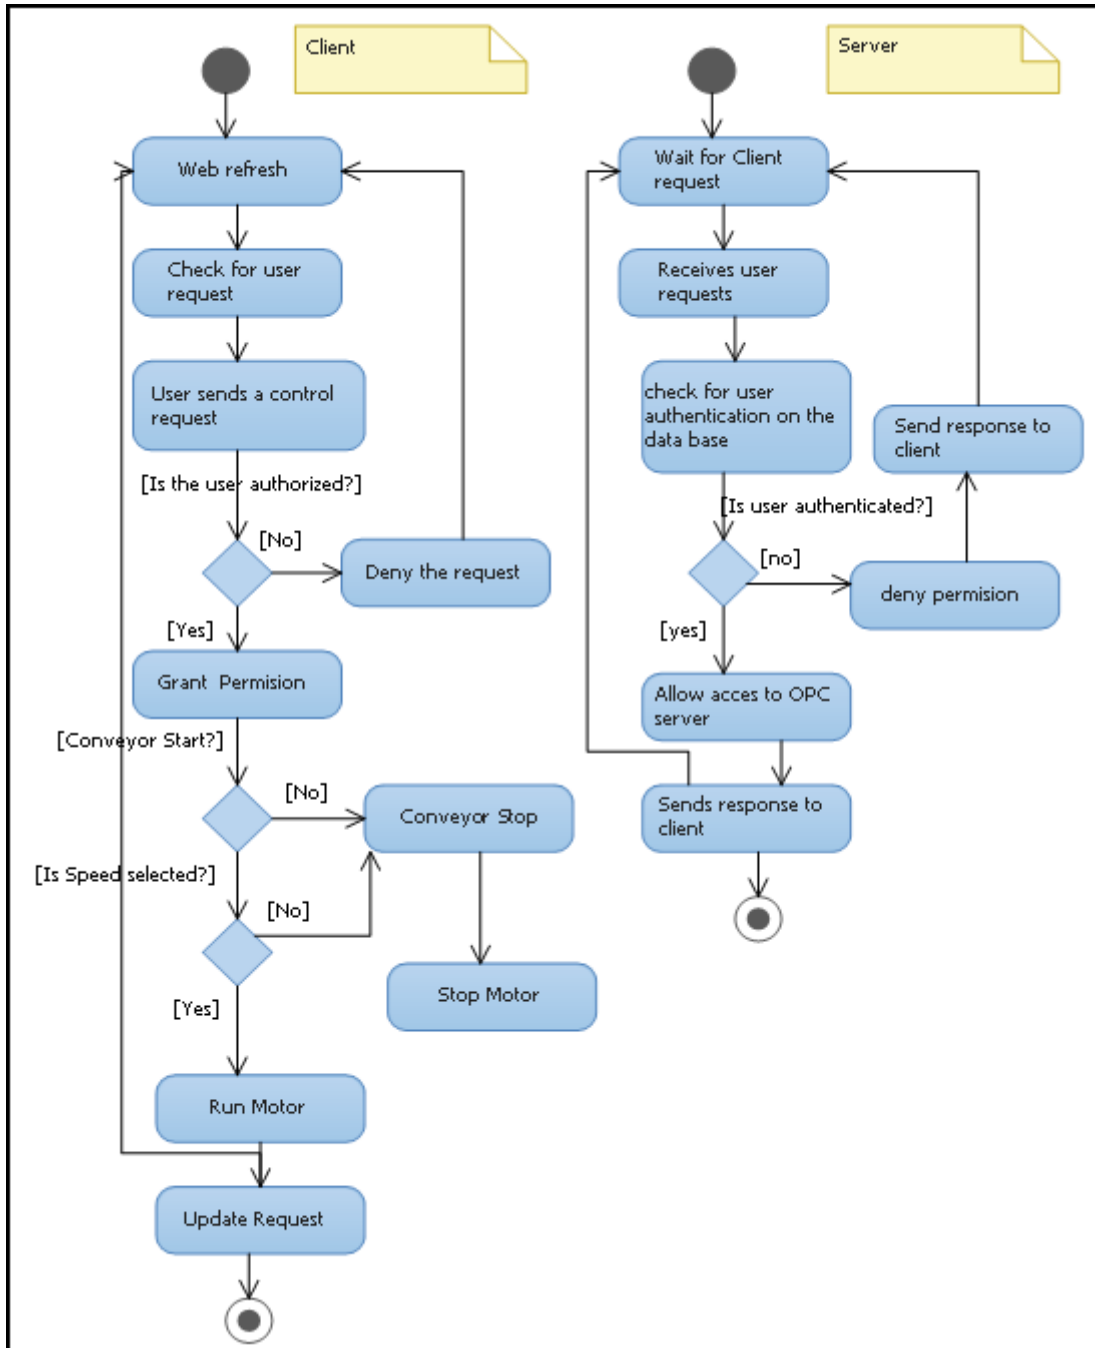 Client
Web refresh
Check for user
request
User sends a control
request
[Is the user authorized?]
[No]
Deny the request
[Yes]
Grant Permision
[Conveyor Start?]
[No]
Conveyor Stop
[Is Speed selected?]
[No]
Stop Motor
[Yes]
Run Motor
Update Request
Server
Wait for Client
request
Receives user
requests
check for user
authentication on the
data base
Send response to
client
[Is user authenticated?]
[no]
deny permision
[yes]
Allow acces to OPC
server
Sends response to
client